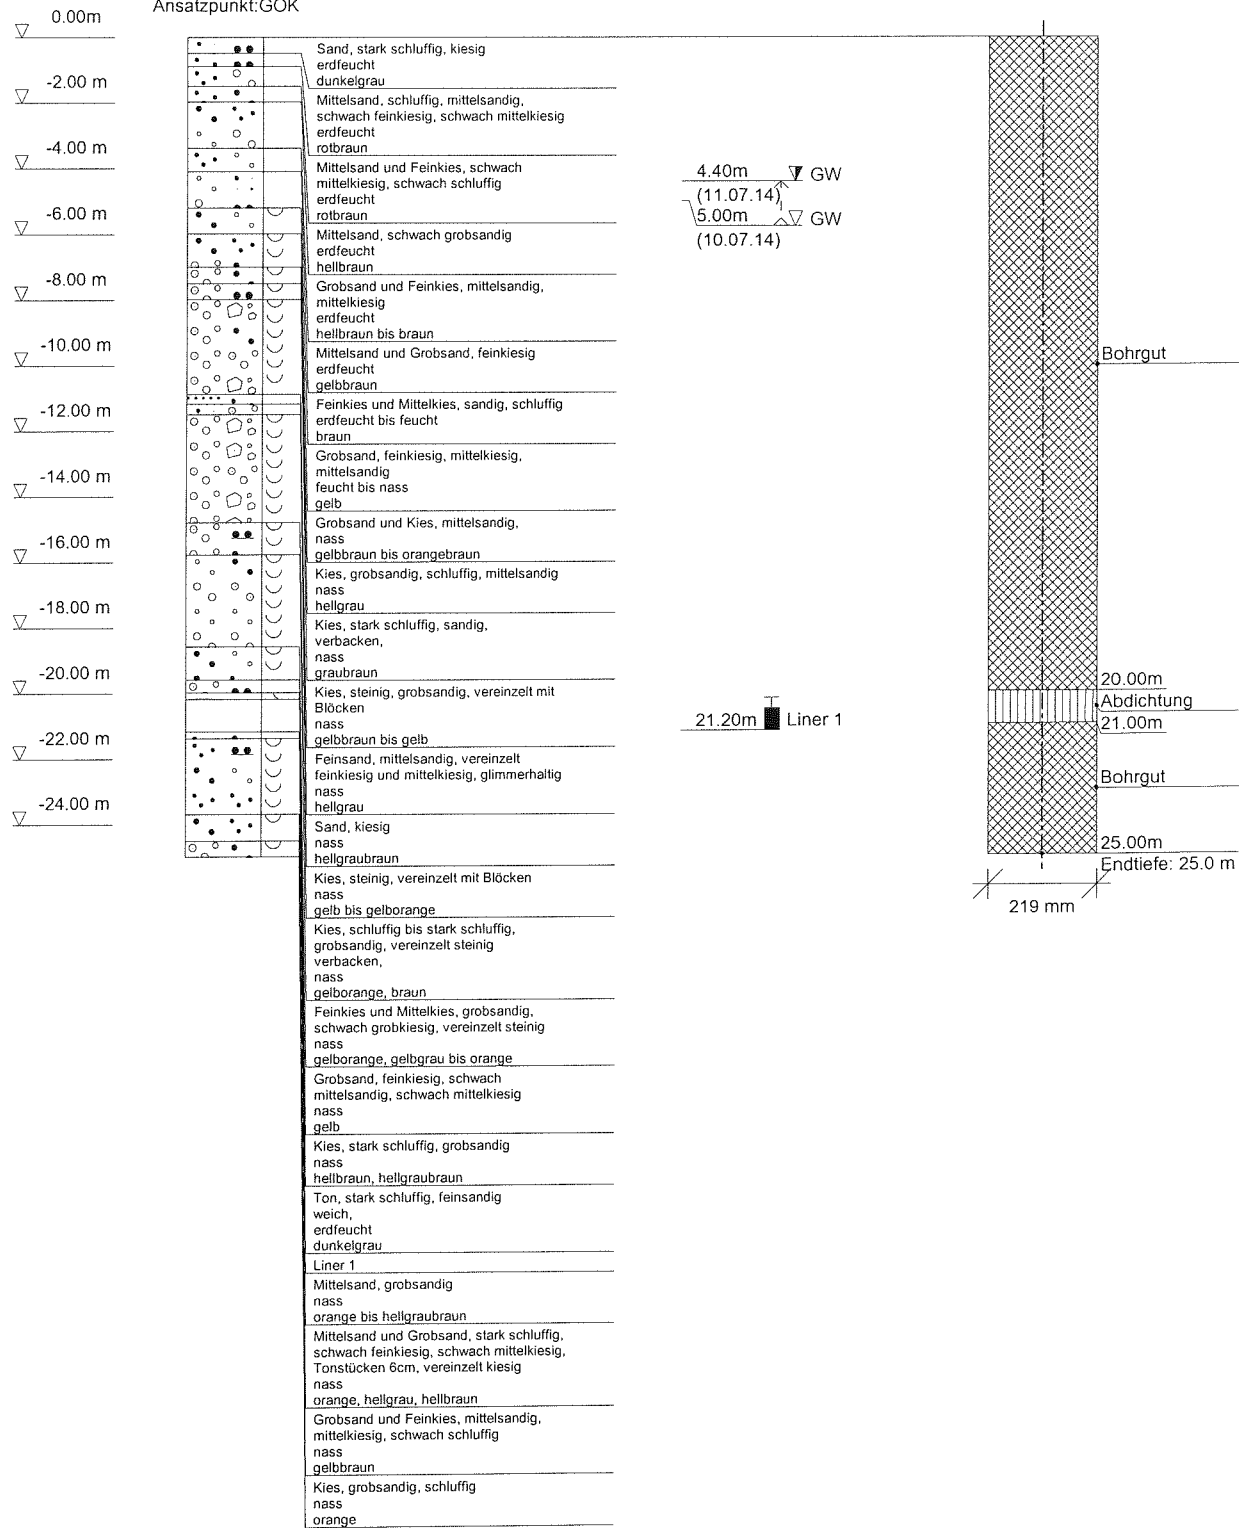 Ansatzpunkt:GOK
0.00m
-2.00 m
-4.00 m
-6.00 m
-8.00 m
-10.00 m
-12.00 m
-14.00 m
-16.00 m
-18.00 m
-20.00 m
-22.00 m
-24.00 m
Sand, stark schluffig, kiesig
erdfeucht
dunkelgrau
Mittelsand, schluffig, mittelsandig,
schwach feinkiesig, schwach mittelkiesig
erdfeucht
rotbraun
Mittelsand und Feinkies, schwach
mittelkiesig, schwach schluffig
erdfeucht
rotbraun
Mittelsand, schwach grobsandig
erdfeucht
hellbraun
Grobsand und Feinkies, mittelsandig,
mittelkiesig
erdfeucht
hellbraun bis braun
Mittelsand und Grobsand, feinkiesig
erdfeucht
gelbbraun
Feinkies und Mittelkies, sandig, schluffig
erdfeucht bis feucht
braun
Grobsand, feinkiesig, mittelkiesig,
mittelsandig
feucht bis nass
gelb
Grobsand und Kies, mittelsandig,
nass
gelbbraun bis orangebraun
Kies, grobsandig, schluffig, mittelsandig
nass
hellgrau
Kies, stark schluffig, sandig,
verbacken,
nass
graubraun
Kies, steinig, grobsandig, vereinzelt mit
Blöcken
nass
gelbbraun bis gelb
Feinsand, mittelsandig, vereinzelt
feinkiesig und mittelkiesig, glimmerhaltig
nass
hellgrau
Sand, kiesig
nass
hellgraubraun
Kies, steinig, vereinzelt mit Blöcken
nass
gelb bis gelborange
Kies, schluffig bis stark schluffig,
grobsandig, vereinzelt steinig
verbacken,
nass
gelborange, braun
Feinkies und Mittelkies, grobsandig,
schwach grobkiesig, vereinzelt steinig
nass
gelborange, gelbgrau bis orange
Grobsand, feinkiesig, schwach
mittelsandig, schwach mittelkiesig
nass
gelb
Kies, stark schluffig, grobsandig
nass
hellbraun, hellgraubraun
Ton, stark schluffig, feinsandig
weich,
erdfeucht
dunkelgrau
Liner 1
Mittelsand, grobsandig
nass
orange bis hellgraubraun
Mittelsand und Grobsand, stark schluffig,
schwach feinkiesig, schwach mittelkiesig,
Tonstücken 6cm, vereinzelt kiesig
nass
orange, hellgrau, hellbraun
Grobsand und Feinkies, mittelsandig,
mittelkiesig, schwach schluffig
nass
gelbbraun
Kies, grobsandig, schluffig
nass
orange
4.40m GW
(11.07.14)
5.00m GW
(10.07.14)
21.20m Liner 1
Bohrgut
20.00m
Abdichtung
21.00m
Bohrgut
25.00m
Endtiefe: 25.0 m
219 mm